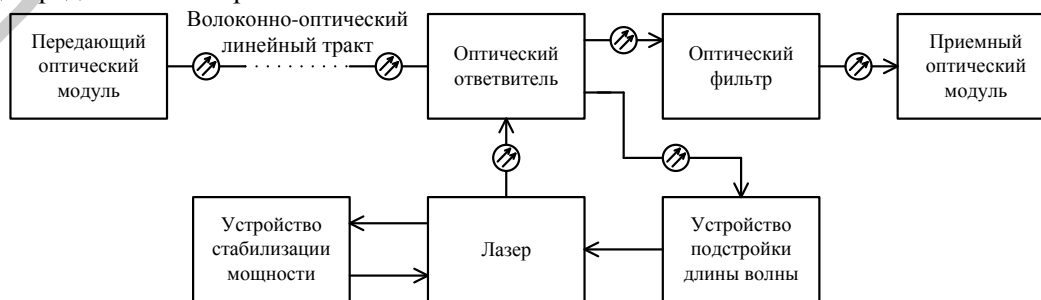 Передающий
оптический
модуль
Волоконно-оптический
линейный тракт
Оптический
ответвитель
Оптический
фильтр
Приемный
оптический
модуль
Устройство
стабилизации
мощности
Лазер
Устройство
подстройки
длины волны